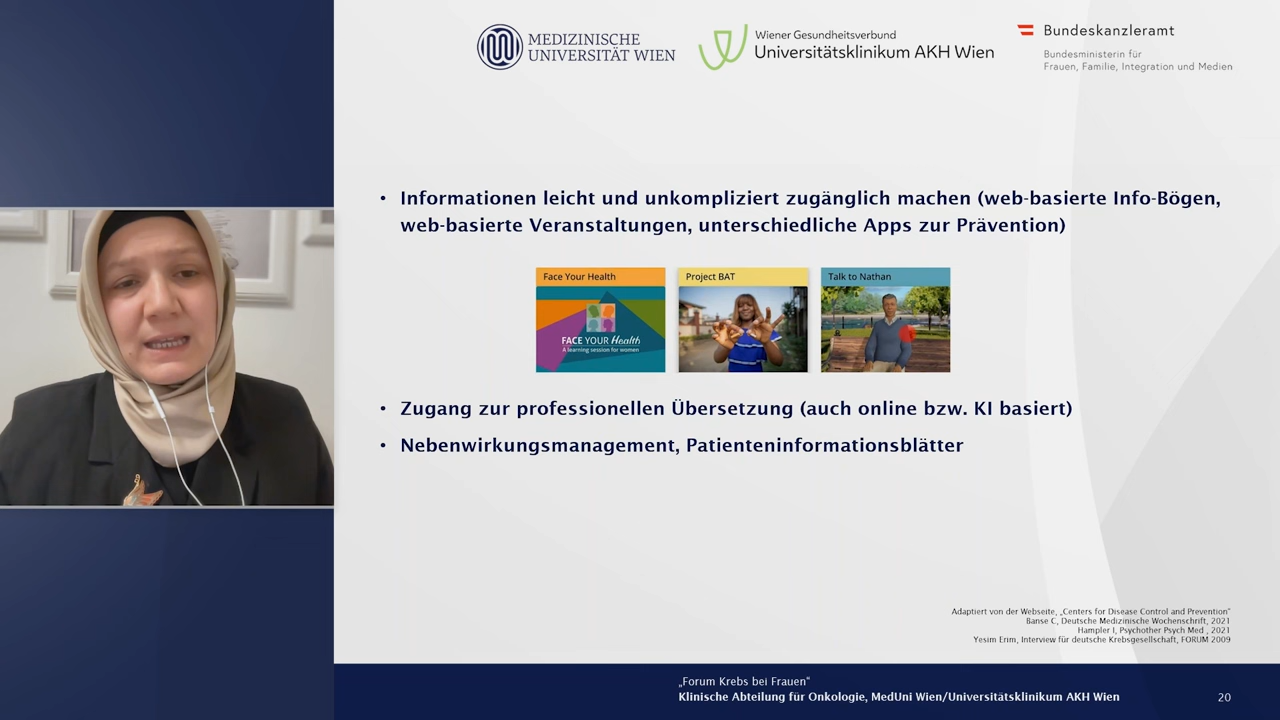 MEDIZINISCHE
UNIVERSITÄT WIEN
Wiener Gesundheitsverbund
Universitätsklinikum AKH Wien
Bundeskanzleramt
Bundesministerin für
Frauen, Familie, Integration und Medien
• Informationen leicht und unkompliziert zugänglich machen (web-basierte Info-Bögen,
web-basierte Veranstaltungen, unterschiedliche Apps zur Prävention)
Face Your Health
Project BAT
Talk to Nathan
FACE YOUR Health
A learning session for women
• Zugang zur professionellen Übersetzung (auch online bzw. KI basiert)
• Nebenwirkungsmanagement, Patienteninformationsblätter
Adaptiert von der Webseite, „Centers for Disease Control and Prevention“
Banse C, Deutsche Medizinische Wochenschrift, 2021
Hampler I, Psychother Psych Med , 2021
Yesim Erim, Interview für deutsche Krebsgesellschaft, FORUM 2009
„Forum Krebs bei Frauen“
Klinische Abteilung für Onkologie, MedUni Wien/Universitätsklinikum AKH Wien
20